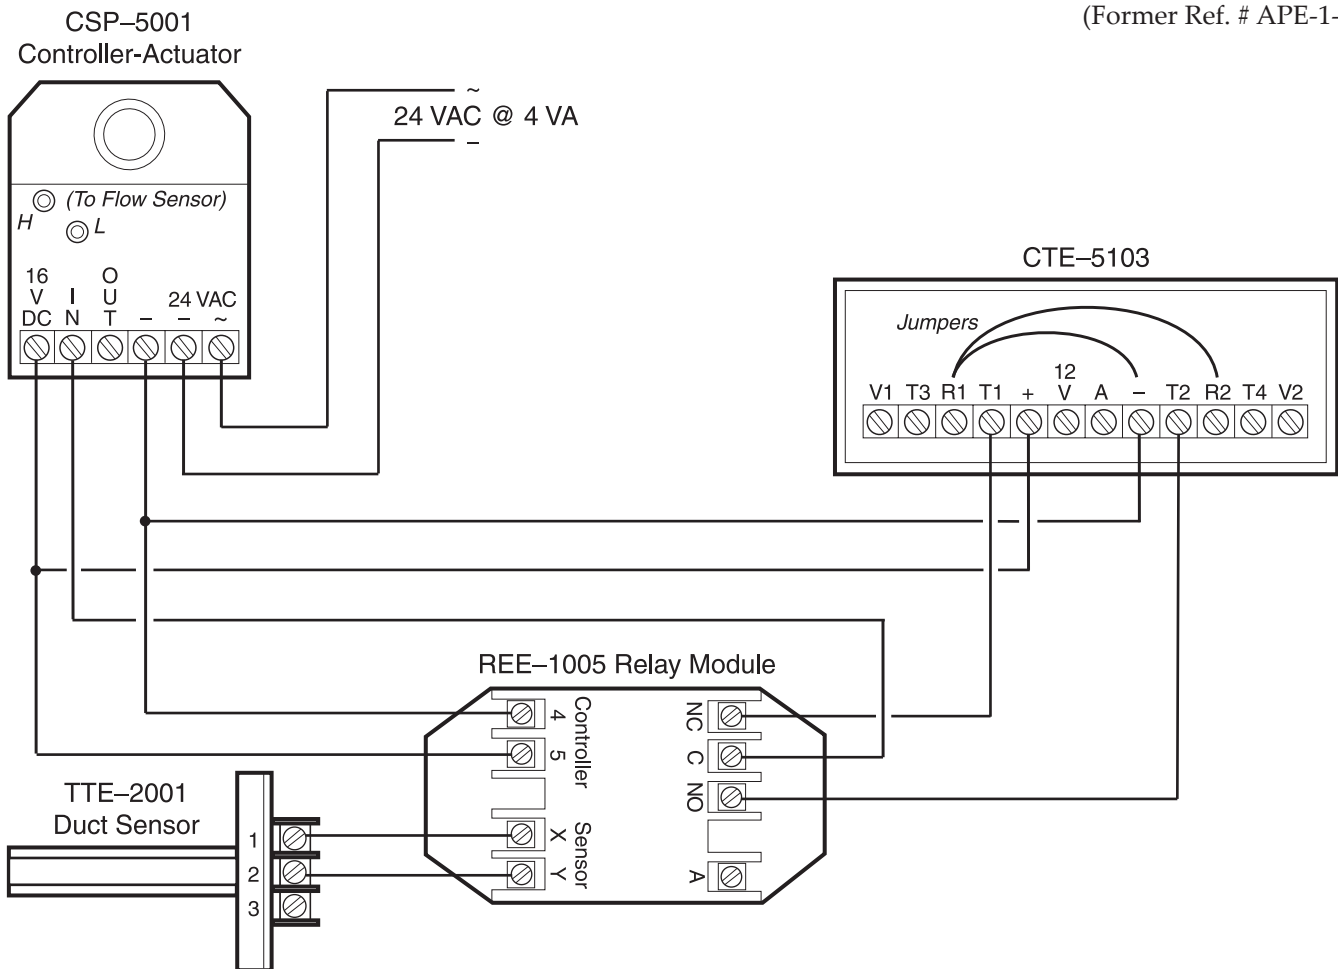 (Former Ref. # APE-1-
CSP–5001
Controller-Actuator
~
24 VAC @ 4 VA
–
(To Flow Sensor)
H
L
16 V DC
I N
O U T
–
24 VAC
– ~
CTE–5103
Jumpers
V1 T3 R1 T1 + 12 V A – T2 R2 T4 V2
REE–1005 Relay Module
4
5
Controller
X
Y
Sensor
NC
C
NO
A
TTE–2001
Duct Sensor
1
2
3